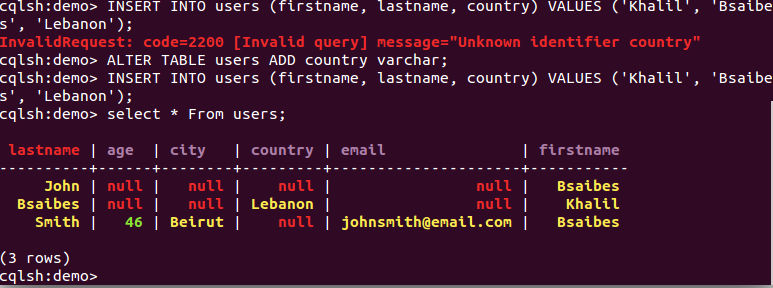 cqlsh:demo> INSERT INTO users (firstname, lastname, country) VALUES ('Khalil', 'Bsaibe
s', 'Lebanon');
InvalidRequest: code=2200 [Invalid query] message="Unknown identifier country"
cqlsh:demo> ALTER TABLE users ADD country varchar;
cqlsh:demo> INSERT INTO users (firstname, lastname, country) VALUES ('Khalil', 'Bsaibe
s', 'Lebanon');
cqlsh:demo> select * From users;
 lastname | age  | city   | country | email               | firstname
----------+------+--------+---------+---------------------+-----------
     John | null |   null |    null |                null |   Bsaibes
  Bsaibes | null |   null | Lebanon |                null |    Khalil
    Smith |   46 | Beirut |    null | johnsmith@email.com |   Bsaibes
(3 rows)
cqlsh:demo>